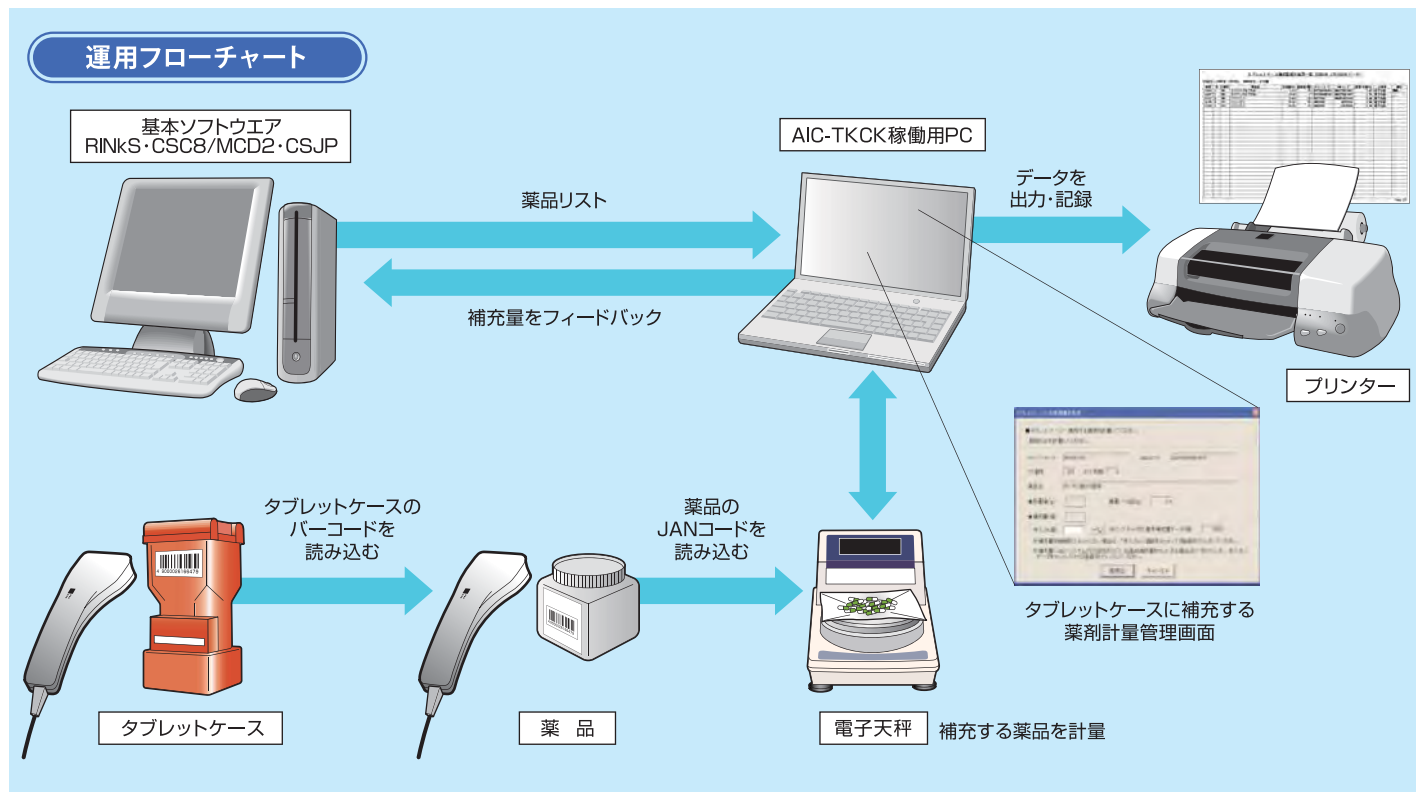 運用フローチャート
基本ソフトウエア
RINkS・CSC8/MCD2・CSJP
AIC-TKCK稼働用PC
薬品リスト
データを
出力・記録
補充量をフィードバック
プリンター
タブレットケースの
バーコードを
読み込む
薬品の
JANコードを
読み込む
タブレットケースに補充する
薬剤計量管理画面
タブレットケース
薬 品
電子天秤
補充する薬品を計量